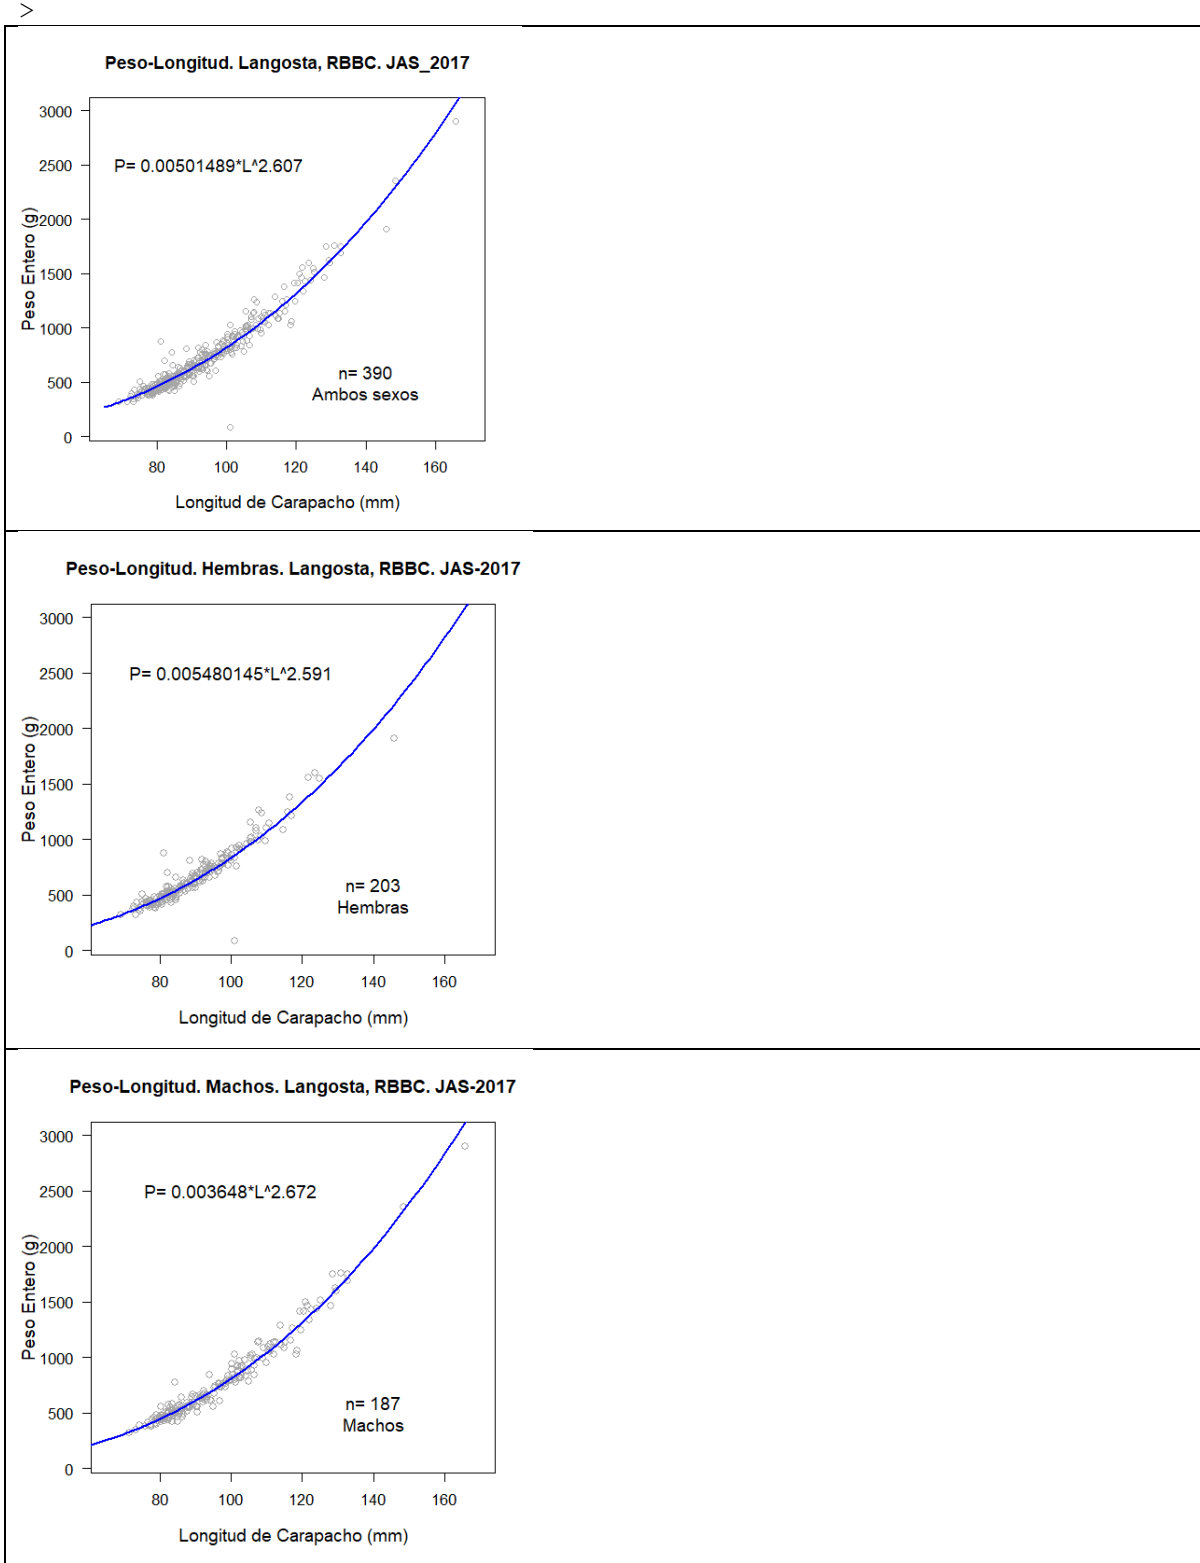 >
Peso-Longitud. Langosta, RBBC. JAS_2017
3000
2500
2000
1500
1000
500
0
P= 0.00501489*L^2.607
n= 390
Ambos sexos
Peso Entero (g)
80 100 120 140 160
Longitud de Carapacho (mm)
Peso-Longitud. Hembras. Langosta, RBBC. JAS-2017
3000
2500
2000
1500
1000
500
0
P= 0.005480145*L^2.591
n= 203
Hembras
Peso Entero (g)
80 100 120 140 160
Longitud de Carapacho (mm)
Peso-Longitud. Machos. Langosta, RBBC. JAS-2017
3000
2500
2000
1500
1000
500
0
P= 0.003648*L^2.672
n= 187
Machos
Peso Entero (g)
80 100 120 140 160
Longitud de Carapacho (mm)